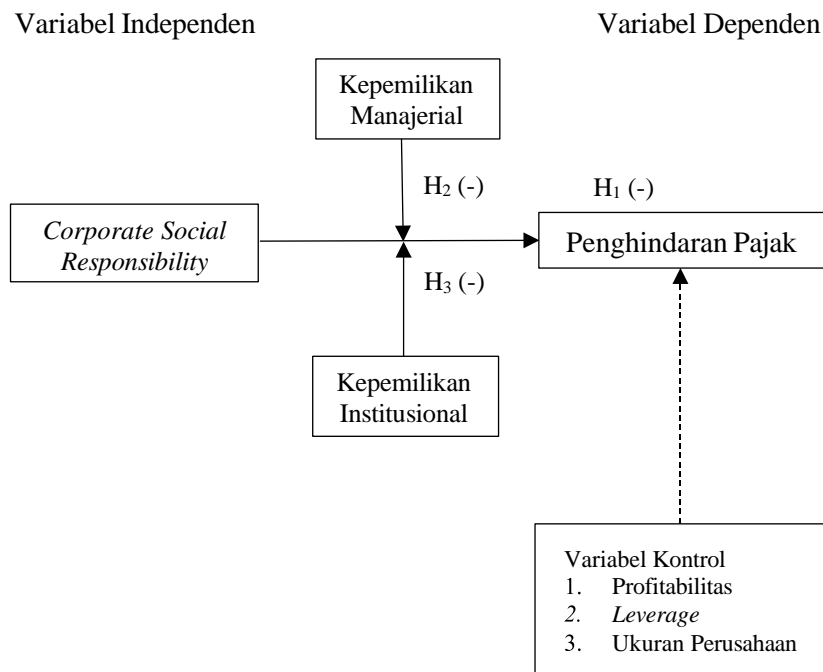 Variabel Independen
Variabel Dependen
Kepemilikan
Manajerial
H₂ (-)
H₁ (-)
Corporate Social
Responsibility
Penghindaran Pajak
H₃ (-)
Kepemilikan
Institusional
Variabel Kontrol
1. Profitabilitas
2. Leverage
3. Ukuran Perusahaan